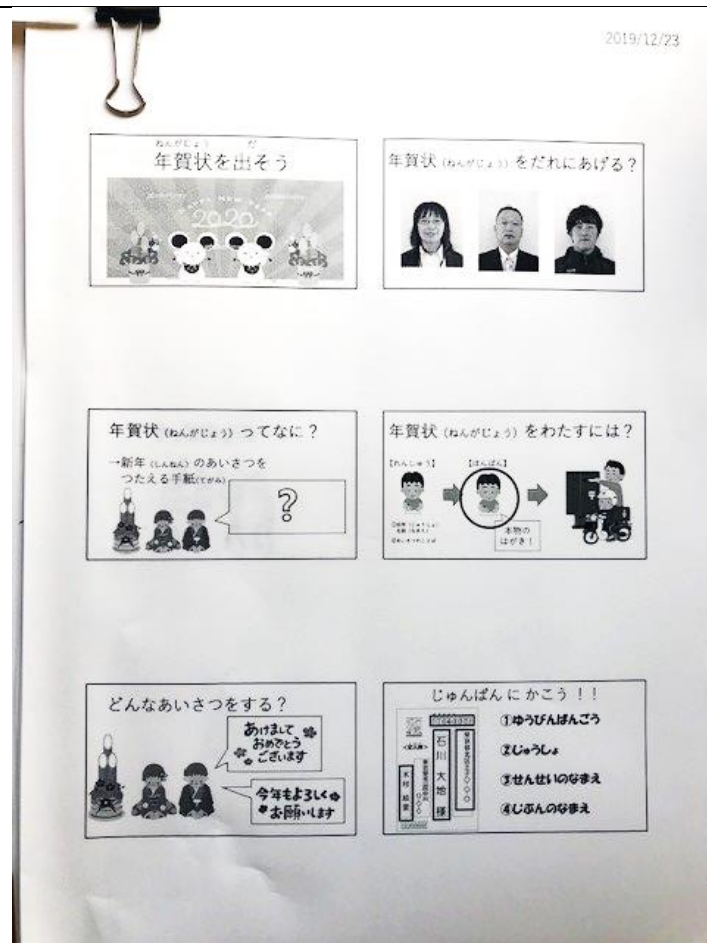 2019/12/23
ねんがじょう だ
年賀状を出そう
HAPPY NEW YEAR
2020
年賀状(ねんがじょう)をだれにあげる?
年賀状(ねんがじょう)ってなに?
→新年(しんねん)のあいさつを
つたえる手紙(てがみ)
?
年賀状(ねんがじょう)をわたすには?
【れんしゅう】
【ほんばん】
本物の
はがき!
どんなあいさつをする?
あけまして
おめでとう
ございます
今年もよろしく
お願いします
じゅんばんにかこう!!
石川大地様
①ゆうびんばんごう
②じゅうしょ
③せんせいのなまえ
④じぶんのなまえ